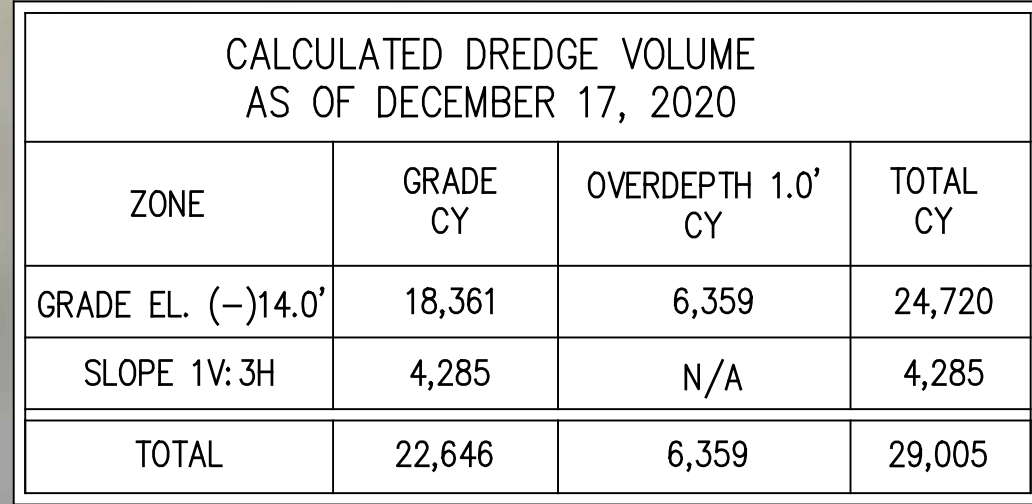 CALCULATED DREDGE VOLUME
AS OF DECEMBER 17, 2020
ZONE GRADE CY OVERDEPTH 1.0' CY TOTAL CY
GRADE EL. (-)14.0' 18,361 6,359 24,720
SLOPE 1V:3H 4,285 N/A 4,285
TOTAL 22,646 6,359 29,005